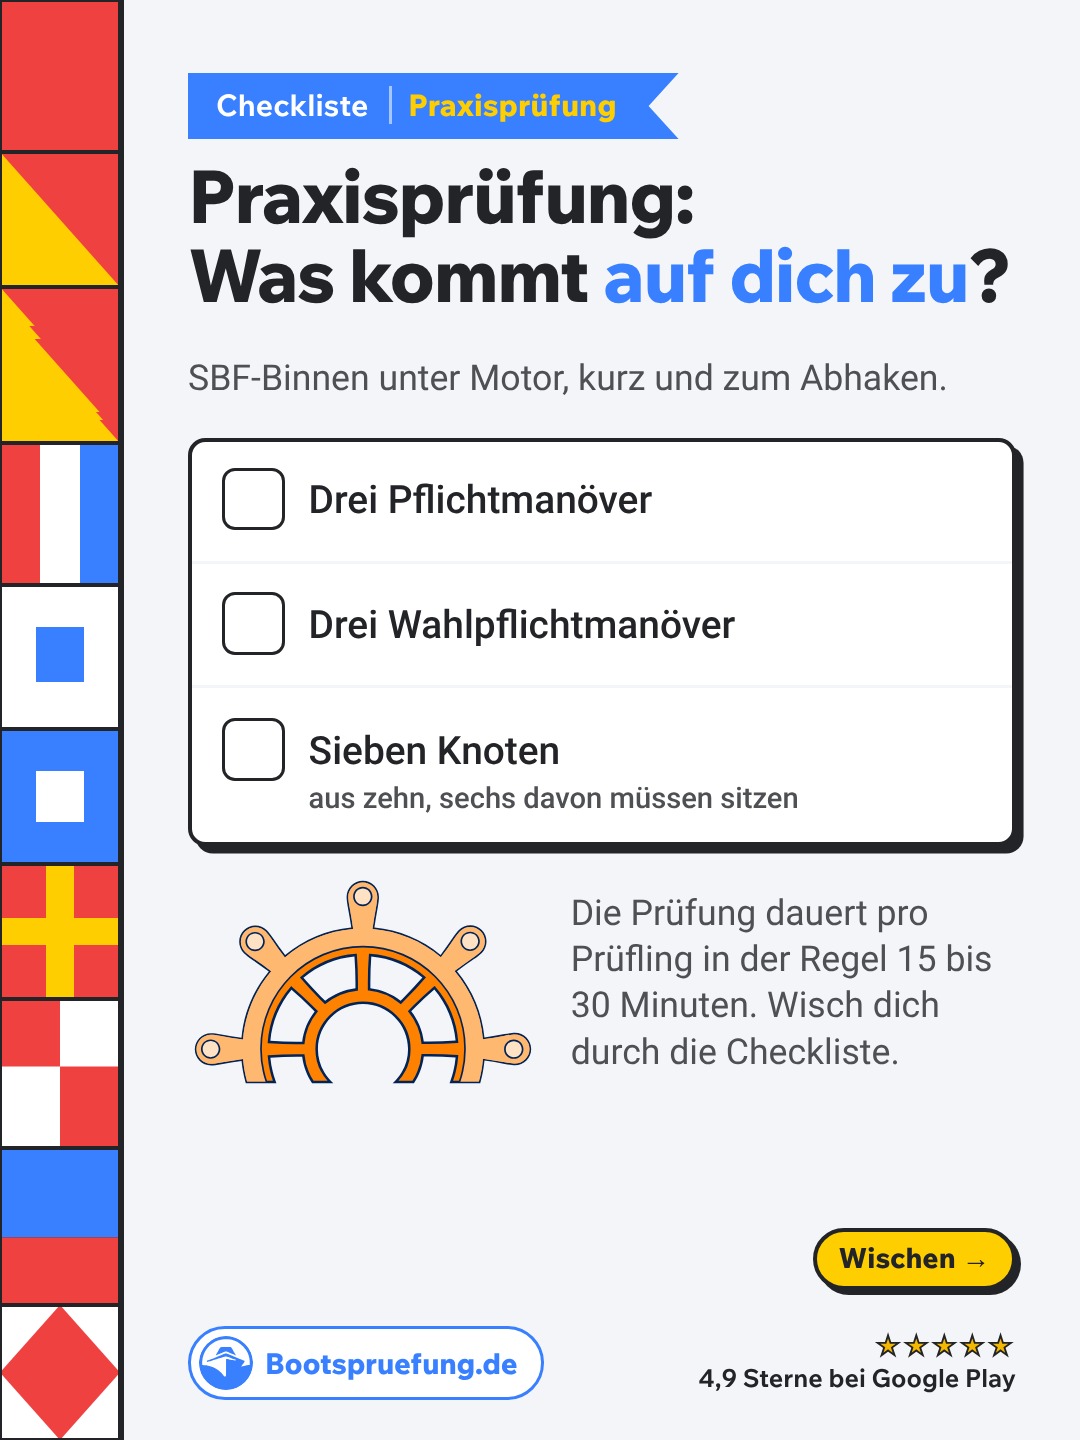 Checkliste | Praxisprüfung
Praxisprüfung:
Was kommt auf dich zu?
SBF-Binnen unter Motor, kurz und zum Abhaken.
Drei Pflichtmanöver
Drei Wahlpflichtmanöver
Sieben Knoten
aus zehn, sechs davon müssen sitzen
Die Prüfung dauert pro
Prüfling in der Regel 15 bis
30 Minuten. Wisch dich
durch die Checkliste.
Wischen →
Bootspruefung.de
4,9 Sterne bei Google Play